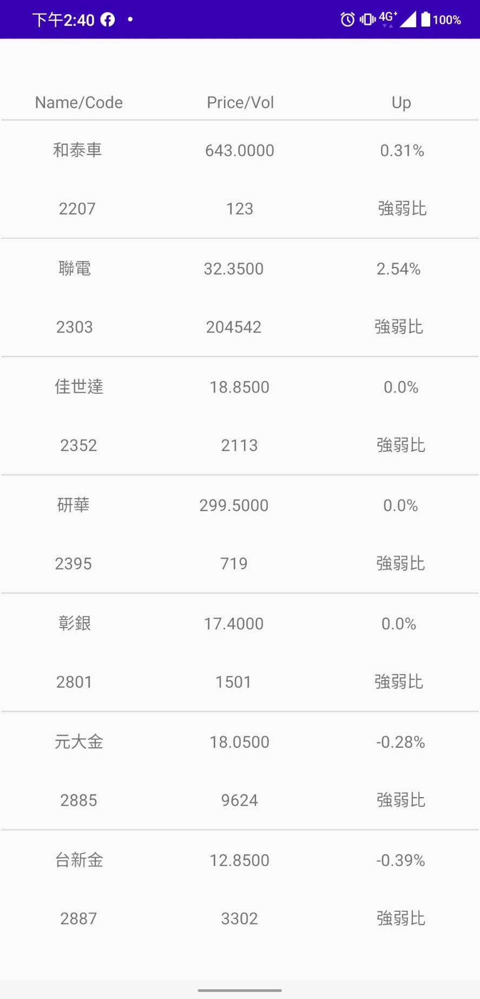 下午2:40 4G+ 100%
Name/Code Price/Vol Up
和泰車 643.0000 0.31%
2207 123 強弱比
聯電 32.3500 2.54%
2303 204542 強弱比
佳世達 18.8500 0.0%
2352 2113 強弱比
研華 299.5000 0.0%
2395 719 強弱比
彰銀 17.4000 0.0%
2801 1501 強弱比
元大金 18.0500 -0.28%
2885 9624 強弱比
台新金 12.8500 -0.39%
2887 3302 強弱比